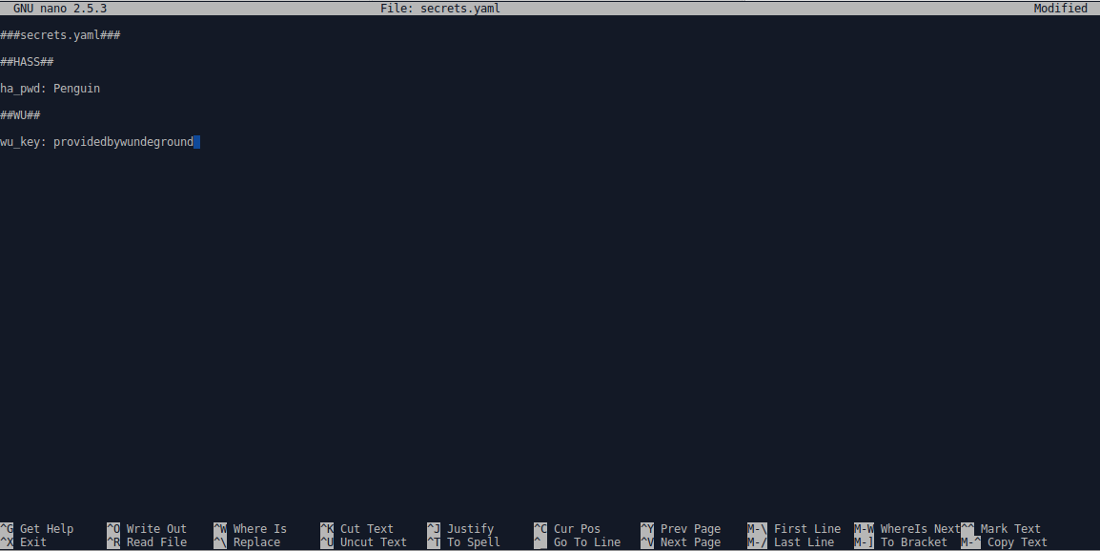 GNU nano 2.5.3 File: secrets.yaml Modified
###secrets.yaml###
##HASS##
ha_pwd: Penguin
##WU##
wu_key: providedbywundeground
^G Get Help ^O Write Out ^W Where Is ^K Cut Text ^J Justify ^C Cur Pos ^Y Prev Page M-\ First Line M-W WhereIs Next ^^ Mark Text
^X Exit ^R Read File ^\ Replace ^U Uncut Text ^T To Spell ^_ Go To Line ^V Next Page M-/ Last Line M-] To Bracket M-^ Copy Text